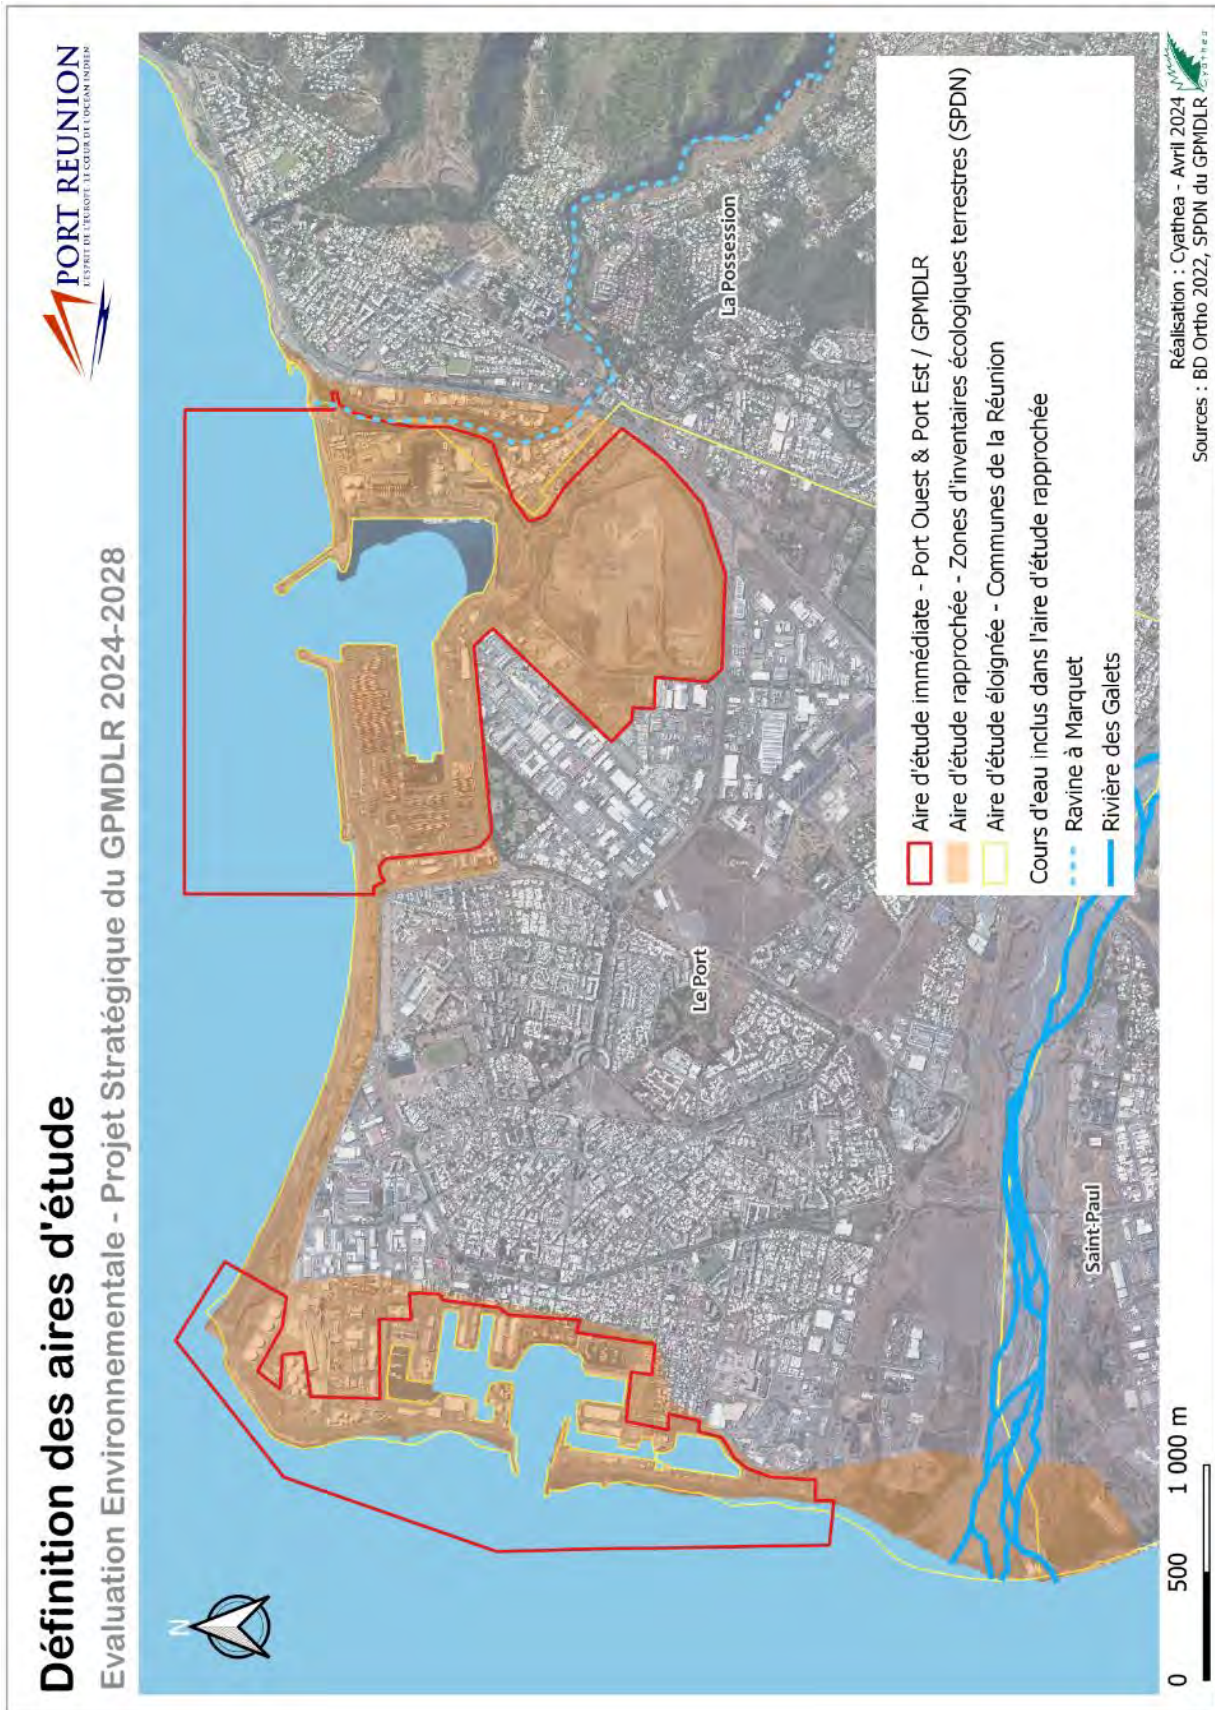 Définition des aires d'étude
Evaluation Environnementale - Projet Stratégique du GPMDLR 2024-2028
PORT REUNION
L'ESPRIT DE L'EUROPE, LE CŒUR DE L'OCEAN INDIEN
N
La Possession
Le Port
Saint-Paul
Aire d'étude immédiate - Port Ouest & Port Est / GPMDLR
Aire d'étude rapprochée - Zones d'inventaires écologiques terrestres (SPDN)
Aire d'étude éloignée - Communes de la Réunion
Cours d'eau inclus dans l'aire d'étude rapprochée
Ravine à Marquet
Rivière des Galets
0 500 1 000 m
Réalisation : Cyathea - Avril 2024
Sources : BD Ortho 2022, SPDN du GPMDLR
Cyathea